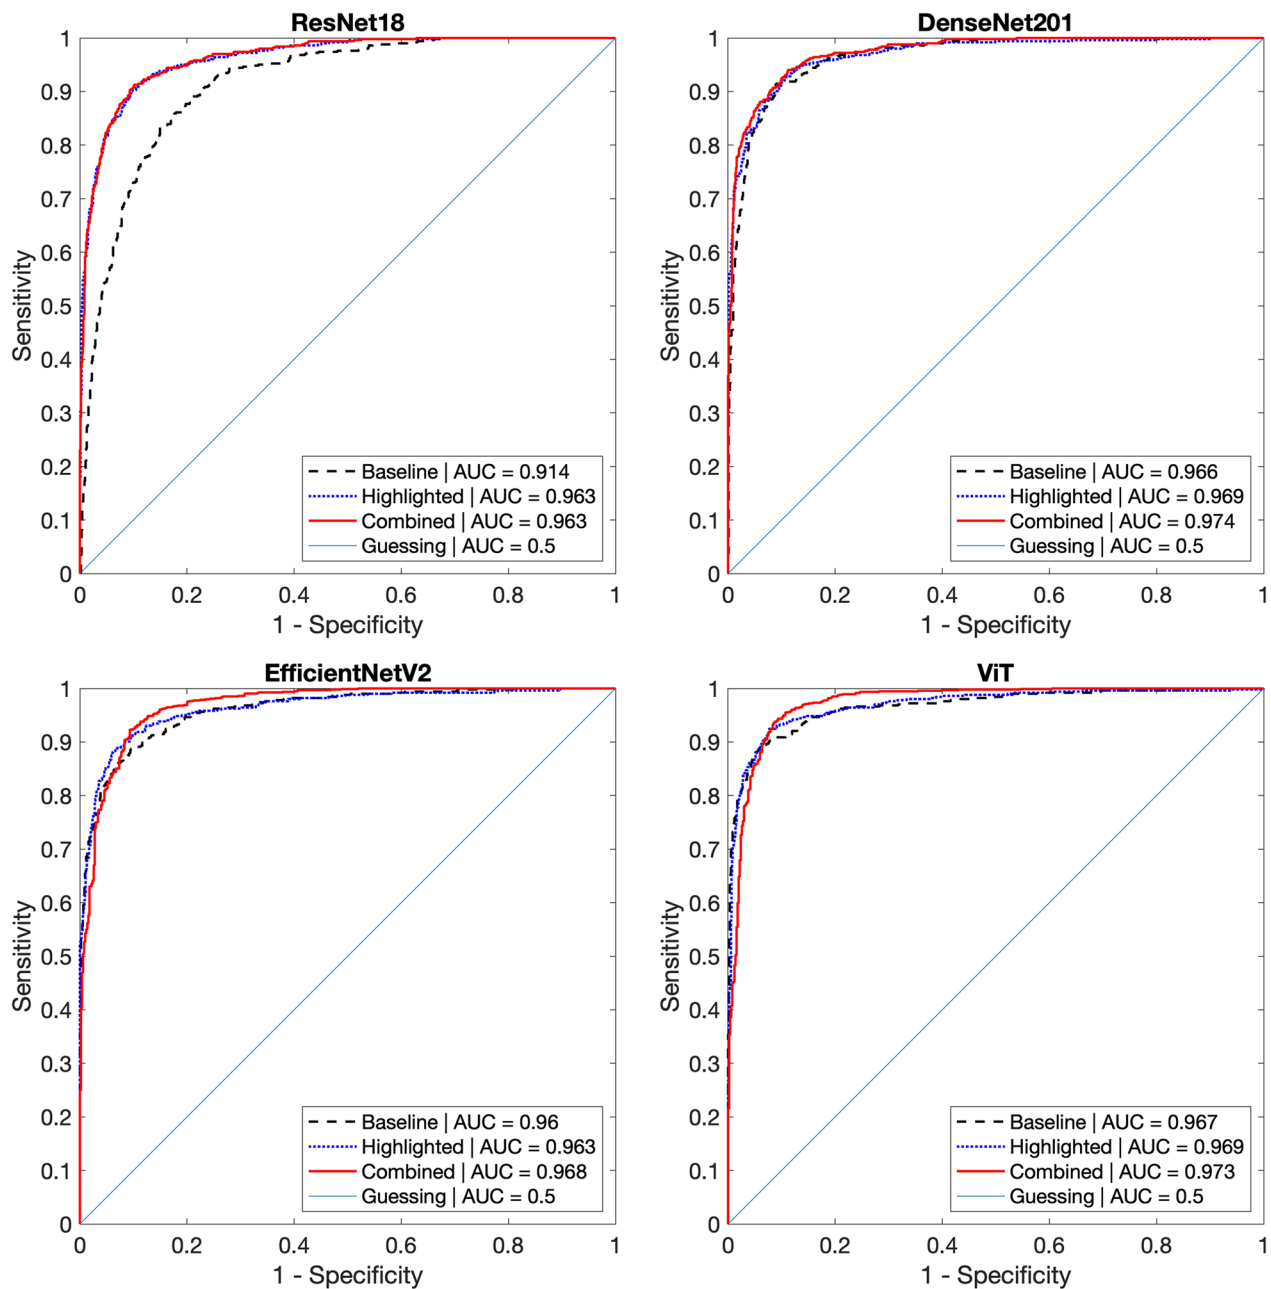 ResNet18
1
0.9
0.8
0.7
0.6
0.5
0.4
0.3
0.2
0.1
0
Sensitivity
Baseline | AUC = 0.914
Highlighted | AUC = 0.963
Combined | AUC = 0.963
Guessing | AUC = 0.5
0 0.2 0.4 0.6 0.8 1
1 - Specificity
DenseNet201
1
0.9
0.8
0.7
0.6
0.5
0.4
0.3
0.2
0.1
0
Sensitivity
Baseline | AUC = 0.966
Highlighted | AUC = 0.969
Combined | AUC = 0.974
Guessing | AUC = 0.5
0 0.2 0.4 0.6 0.8 1
1 - Specificity
EfficientNetV2
1
0.9
0.8
0.7
0.6
0.5
0.4
0.3
0.2
0.1
0
Sensitivity
Baseline | AUC = 0.96
Highlighted | AUC = 0.963
Combined | AUC = 0.968
Guessing | AUC = 0.5
0 0.2 0.4 0.6 0.8 1
1 - Specificity
ViT
1
0.9
0.8
0.7
0.6
0.5
0.4
0.3
0.2
0.1
0
Sensitivity
Baseline | AUC = 0.967
Highlighted | AUC = 0.969
Combined | AUC = 0.973
Guessing | AUC = 0.5
0 0.2 0.4 0.6 0.8 1
1 - Specificity